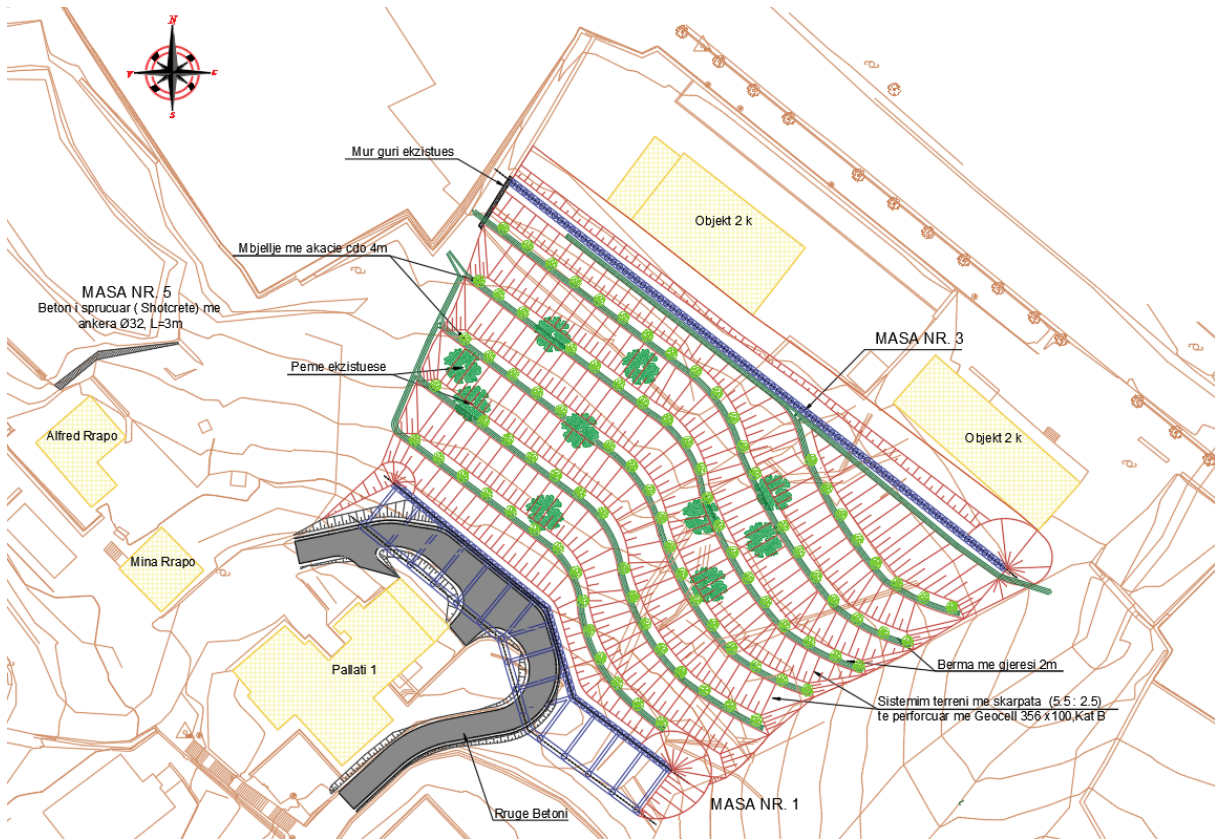 N
S
Mur guri ekzistues
Objekt 2 k
Mbjellje me akacie cdo 4m
MASA NR. 5
Beton i sprucuar ( Shotcrete) me
ankera Ø32, L=3m
MASA NR. 3
Peme ekzistuese
Alfred Rrapo
Objekt 2 k
Mina Rrapo
Pallati 1
Berma me gjeresi 2m
Sistemim terreni me skarpata (5.5 : 2.5)
te perforcuar me Geocell 356 x100,Kat B
MASA NR. 1
Rruge Betoni